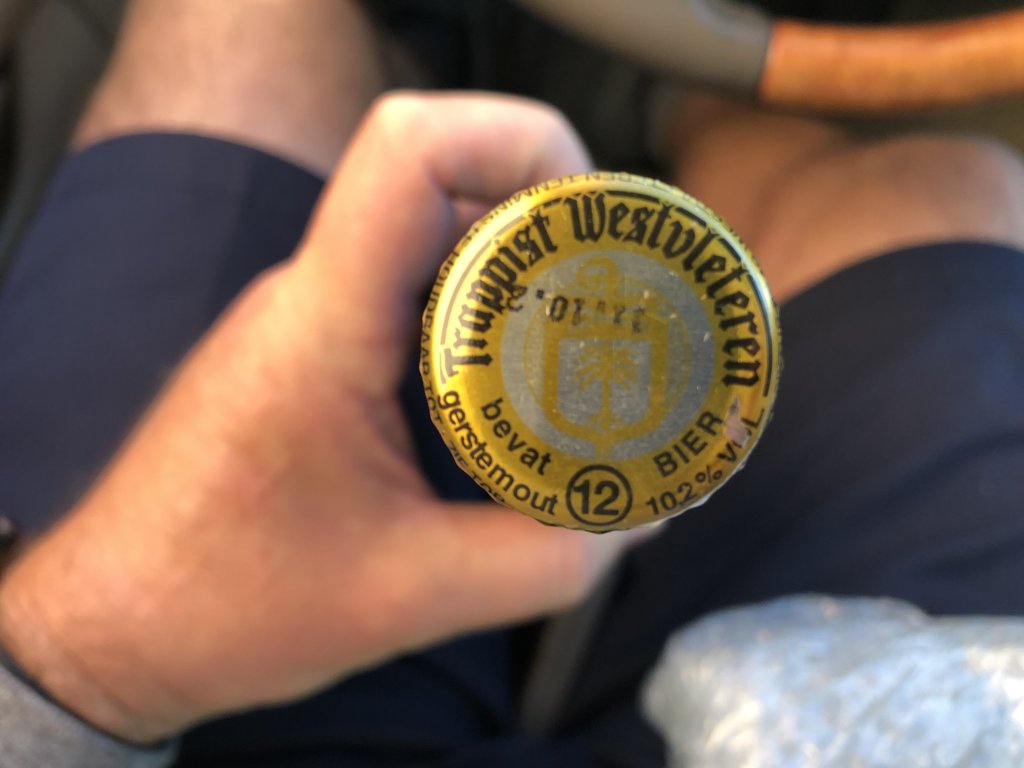 Trappist Westvleteren
bevat
gerstemout
12
BIER
10.2% VOL